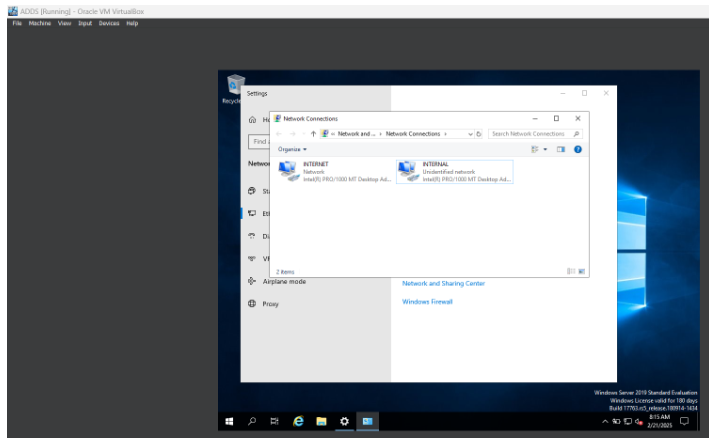 ADDS [Running] - Oracle VM VirtualBox
File Machine View Input Devices Help
Recycle
Settings
Network Connections
Network and ... › Network Connections ›
Search Network Connections
Find a
Organize
INTERNET
Network
Intel(R) PRO/1000 MT Desktop Ad...
INTERNAL
Unidentified network
Intel(R) PRO/1000 MT Desktop Ad...
Netwo
St
Et
Di
VP
2 items
Airplane mode
Network and Sharing Center
Proxy
Windows Firewall
Windows Server 2019 Standard Evaluation
Windows License valid for 180 days
Build 17763.rs5_release.180914-1434
8:15 AM
2/21/2025